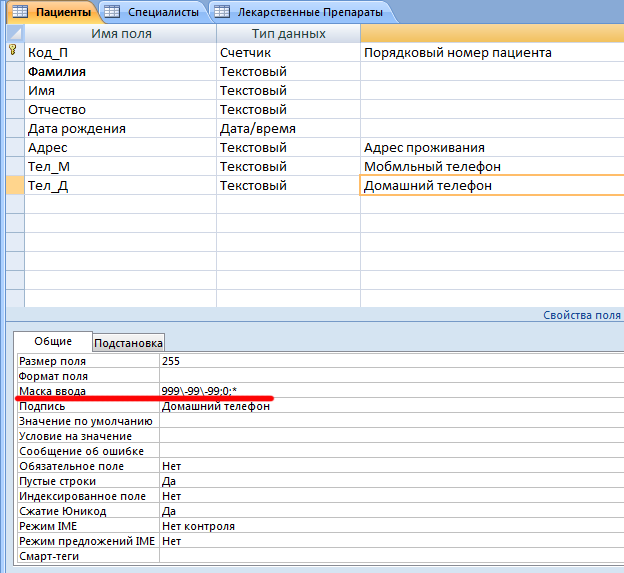 Пациенты Специалисты Лекарственные Препараты
Имя поля Тип данных
Код_П Счетчик Порядковый номер пациента
Фамилия Текстовый
Имя Текстовый
Отчество Текстовый
Дата рождения Дата/время
Адрес Текстовый Адрес проживания
Тел_М Текстовый Мобмльный телефон
Тел_Д Текстовый Домашний телефон
Свойства поля
Общие Подстановка
Размер поля 255
Формат поля
Маска ввода 999\-99\-99;0;*
Подпись Домашний телефон
Значение по умолчанию
Условие на значение
Сообщение об ошибке
Обязательное поле Нет
Пустые строки Да
Индексированное поле Нет
Сжатие Юникод Да
Режим IME Нет контроля
Режим предложений IME Нет
Смарт-теги